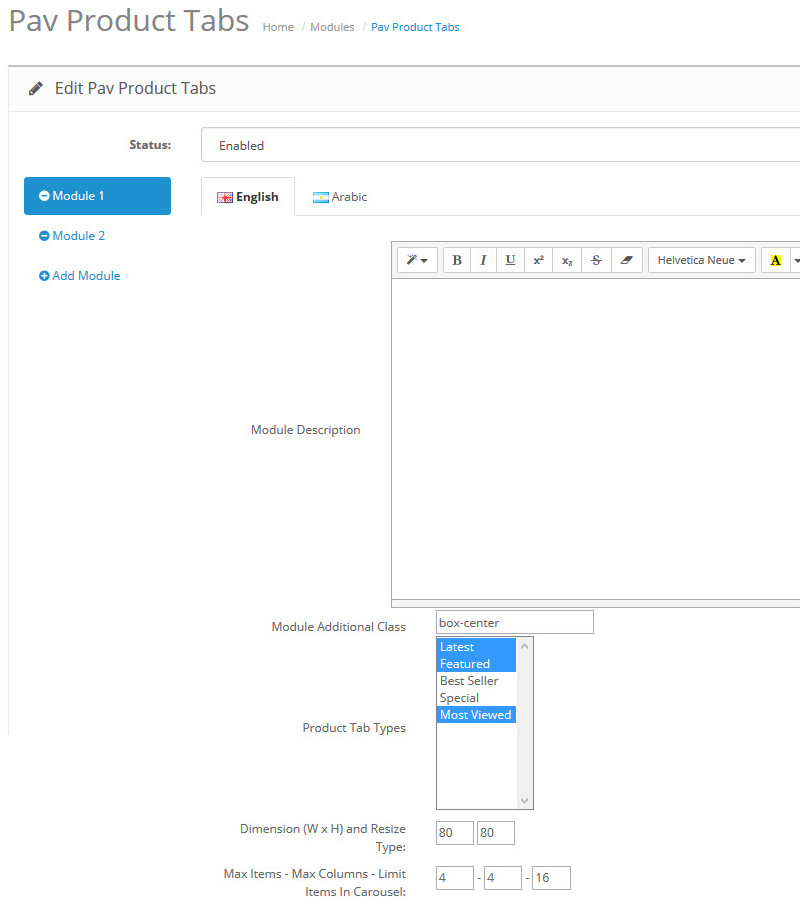 Pav Product Tabs Home / Modules / Pav Product Tabs
Edit Pav Product Tabs
Status: Enabled
Module 1 English Arabic
Module 2
Add Module
B I U x² x₂ S Helvetica Neue A
Module Description
Module Additional Class box-center
Latest
Featured
Best Seller
Special
Most Viewed
Product Tab Types
Dimension (W x H) and Resize
Type:
80 80
Max Items - Max Columns - Limit
Items In Carousel:
4 - 4 - 16